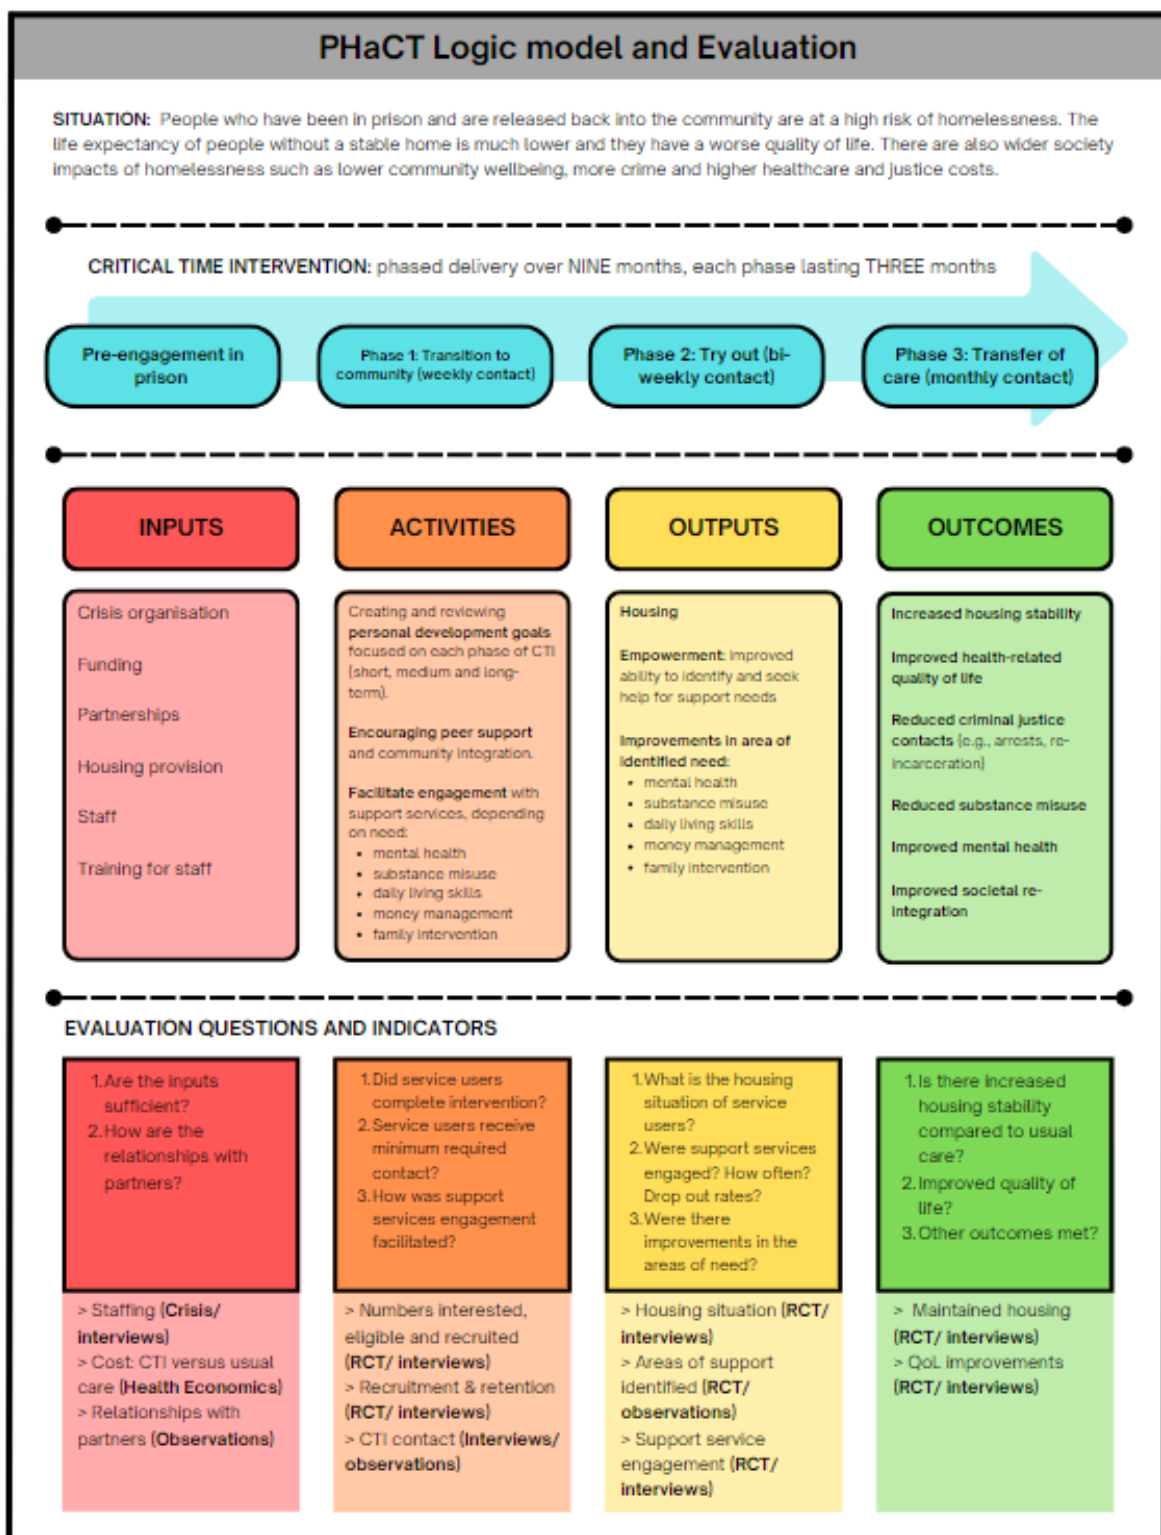 PHaCT Logic model and Evaluation
SITUATION: People who have been in prison and are released back into the community are at a high risk of homelessness. The
life expectancy of people without a stable home is much lower and they have a worse quality of life. There are also wider society
impacts of homelessness such as lower community wellbeing, more crime and higher healthcare and justice costs.
CRITICAL TIME INTERVENTION: phased delivery over NINE months, each phase lasting THREE months
Pre-engagement in
prison
Phase 1: Transition to
community (weekly contact)
Phase 2: Try out (bi-
weekly contact)
Phase 3: Transfer of
care (monthly contact)
INPUTS
Crisis organisation
Funding
Partnerships
Housing provision
Staff
Training for staff
ACTIVITIES
Creating and reviewing
personal development goals
focused on each phase of CTI
(short, medium and long-
term).
Encouraging peer support
and community integration.
Facilitate engagement with
support services, depending
on need:
• mental health
• substance misuse
• daily living skills
• money management
• family intervention
OUTPUTS
Housing
Empowerment: improved
ability to identify and seek
help for support needs
Improvements in area of
identified need:
• mental health
• substance misuse
• daily living skills
• money management
• family intervention
OUTCOMES
Increased housing stability
Improved health-related
quality of life
Reduced criminal justice
contacts (e.g., arrests, re-
incarceration)
Reduced substance misuse
Improved mental health
Improved societal re-
integration
EVALUATION QUESTIONS AND INDICATORS
1. Are the inputs
sufficient?
2. How are the
relationships with
partners?
> Staffing (Crisis/
interviews)
> Cost: CTI versus usual
care (Health Economics)
> Relationships with
partners (Observations)
1. Did service users
complete intervention?
2. Service users receive
minimum required
contact?
3. How was support
services engagement
facilitated?
> Numbers interested,
eligible and recruited
(RCT/ interviews)
> Recruitment & retention
(RCT/ interviews)
> CTI contact (Interviews/
observations)
1. What is the housing
situation of service
users?
2. Were support services
engaged? How often?
Drop out rates?
3. Were there
improvements in the
areas of need?
> Housing situation (RCT/
interviews)
> Areas of support
identified (RCT/
observations)
> Support service
engagement (RCT/
interviews)
1. Is there increased
housing stability
compared to usual
care?
2. Improved quality of
life?
3. Other outcomes met?
> Maintained housing
(RCT/ interviews)
> QoL improvements
(RCT/ interviews)